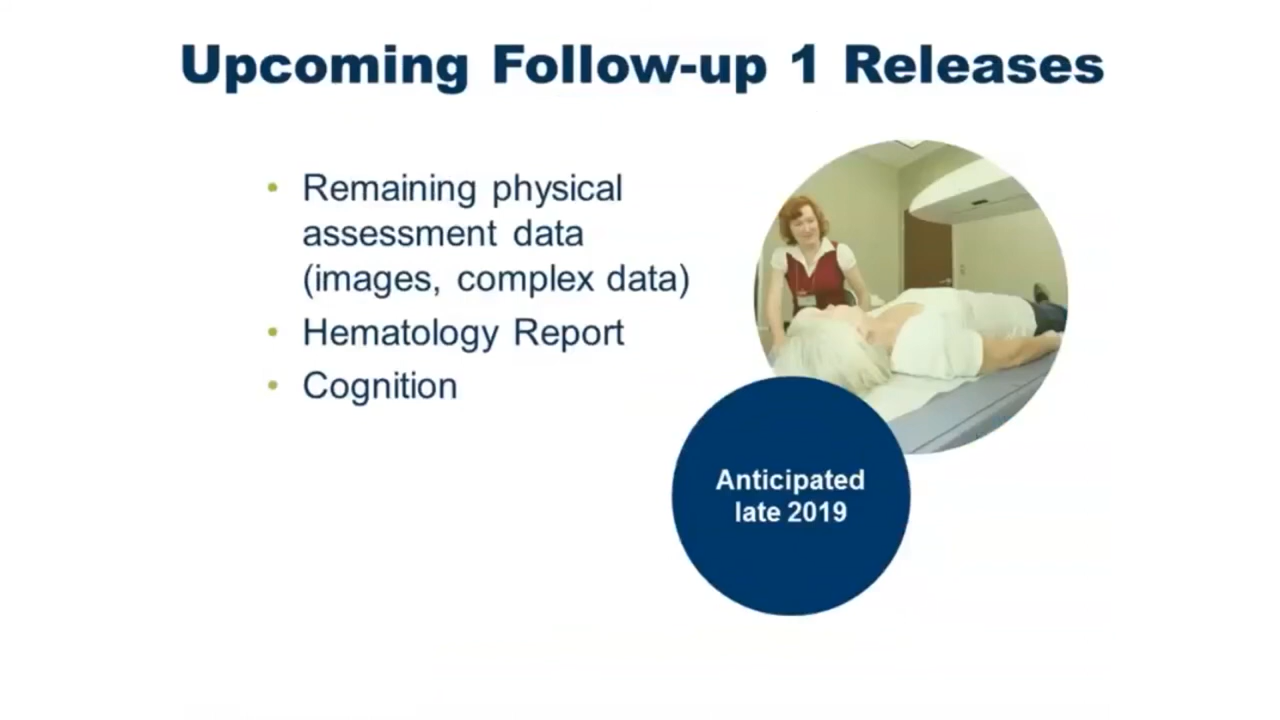 Upcoming Follow-up 1 Releases
• Remaining physical
assessment data
(images, complex data)
• Hematology Report
• Cognition
Anticipated
late 2019